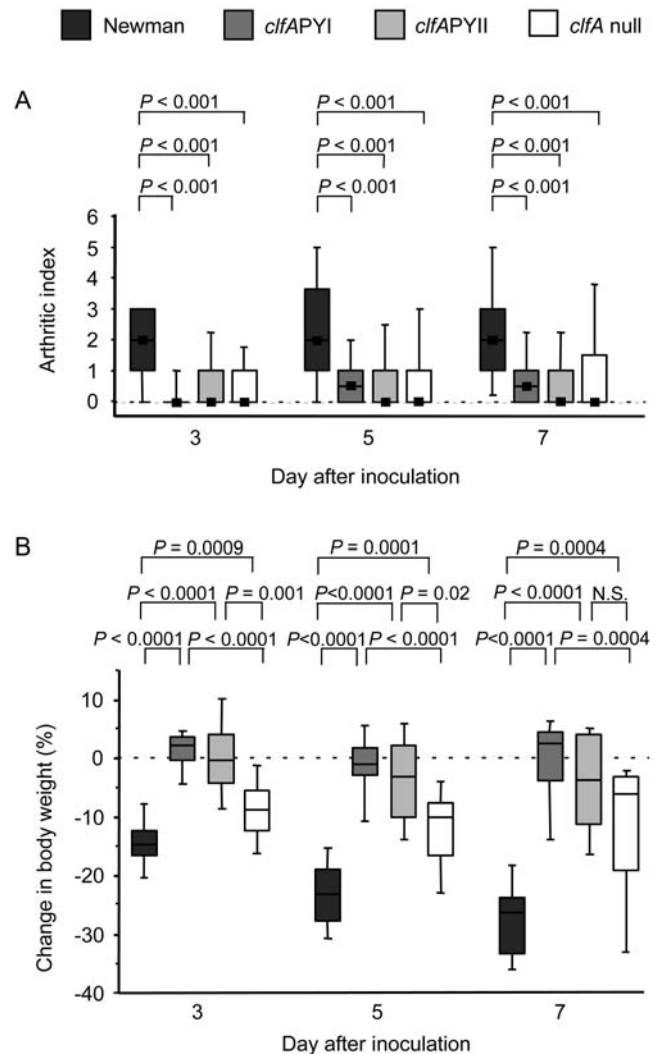 Newman clfAPYI clfAPYII clfA null
A
P < 0.001 P < 0.001 P < 0.001
P < 0.001 P < 0.001 P < 0.001
P < 0.001 P < 0.001 P < 0.001
6
5
4
3
2
1
0
Arthritic index
3 5 7
Day after inoculation
B
P = 0.0009 P = 0.0001 P = 0.0004
P < 0.0001 P = 0.001 P<0.0001 P = 0.02 P < 0.0001 N.S.
P < 0.0001 P < 0.0001 P<0.0001 P < 0.0001 P<0.0001 P = 0.0004
10
0
-10
-20
-30
-40
Change in body weight (%)
3 5 7
Day after inoculation